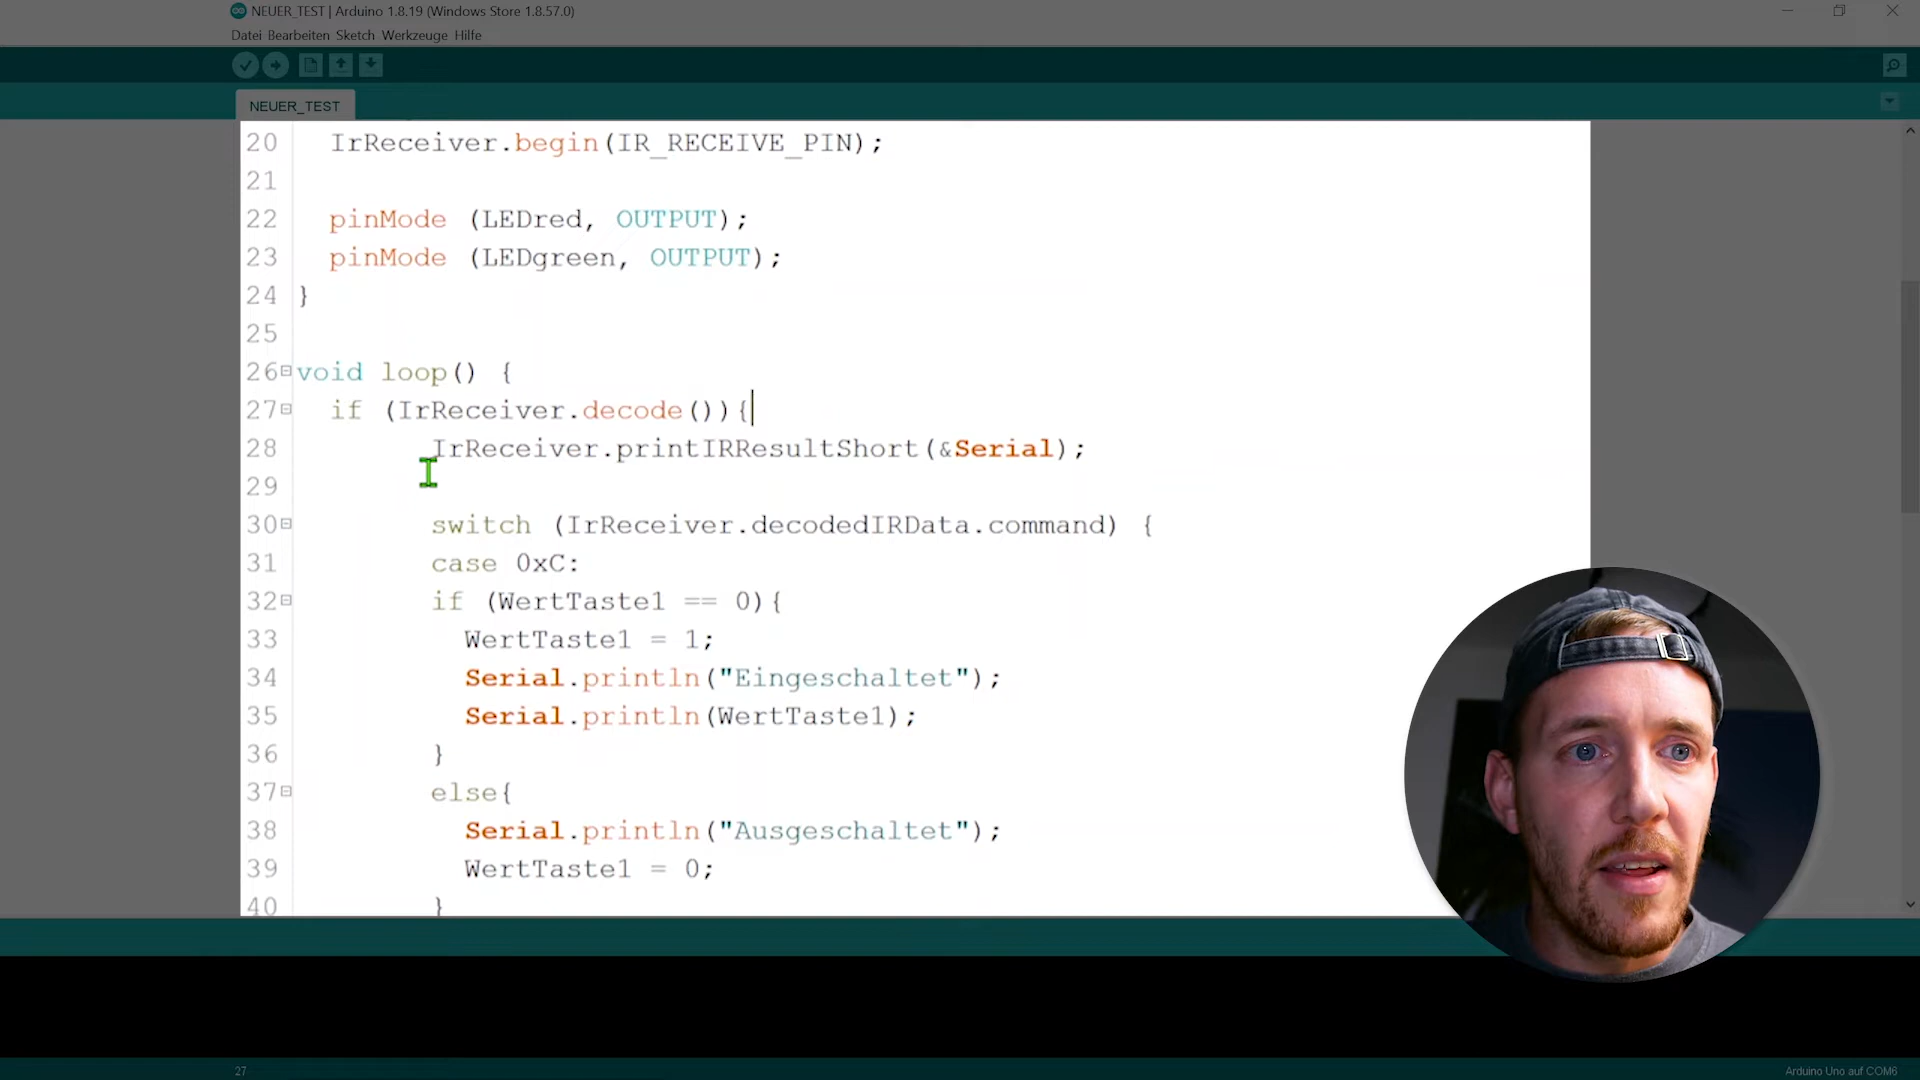 NEUER_TEST | Arduino 1.8.19 (Windows Store 1.8.57.0)
Datei Bearbeiten Sketch Werkzeuge Hilfe
NEUER_TEST
20 IrReceiver.begin(IR_RECEIVE_PIN);
21
22 pinMode (LEDred, OUTPUT);
23 pinMode (LEDgreen, OUTPUT);
24 }
25
26 void loop() {
27 if (IrReceiver.decode()){
28 IrReceiver.printIRResultShort(&Serial);
29
30 switch (IrReceiver.decodedIRData.command) {
31 case 0xC:
32 if (WertTaste1 == 0){
33 WertTaste1 = 1;
34 Serial.println("Eingeschaltet");
35 Serial.println(WertTaste1);
36 }
37 else{
38 Serial.println("Ausgeschaltet");
39 WertTaste1 = 0;
40 }
27
Arduino Uno auf COM6